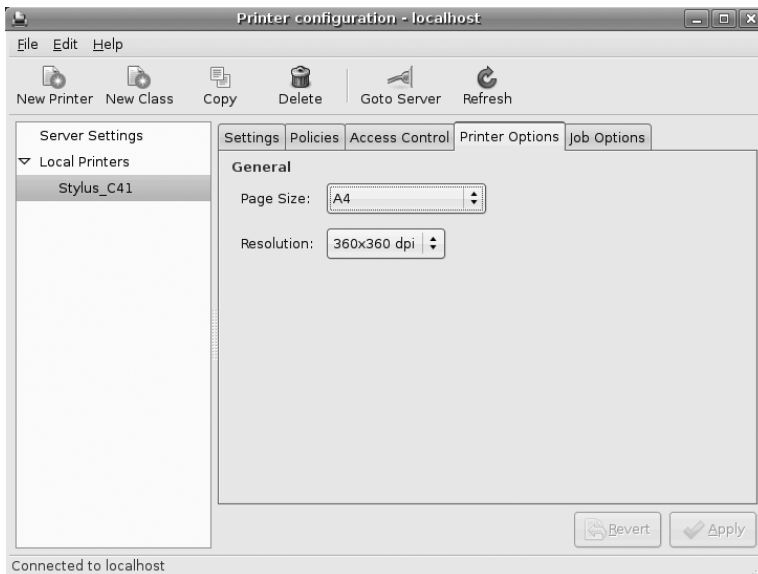 Printer configuration - localhost
File Edit Help
New Printer New Class Copy Delete Goto Server Refresh
Server Settings
Local Printers
Stylus_C41
Settings Policies Access Control Printer Options Job Options
General
Page Size: A4
Resolution: 360x360 dpi
Revert Apply
Connected to localhost